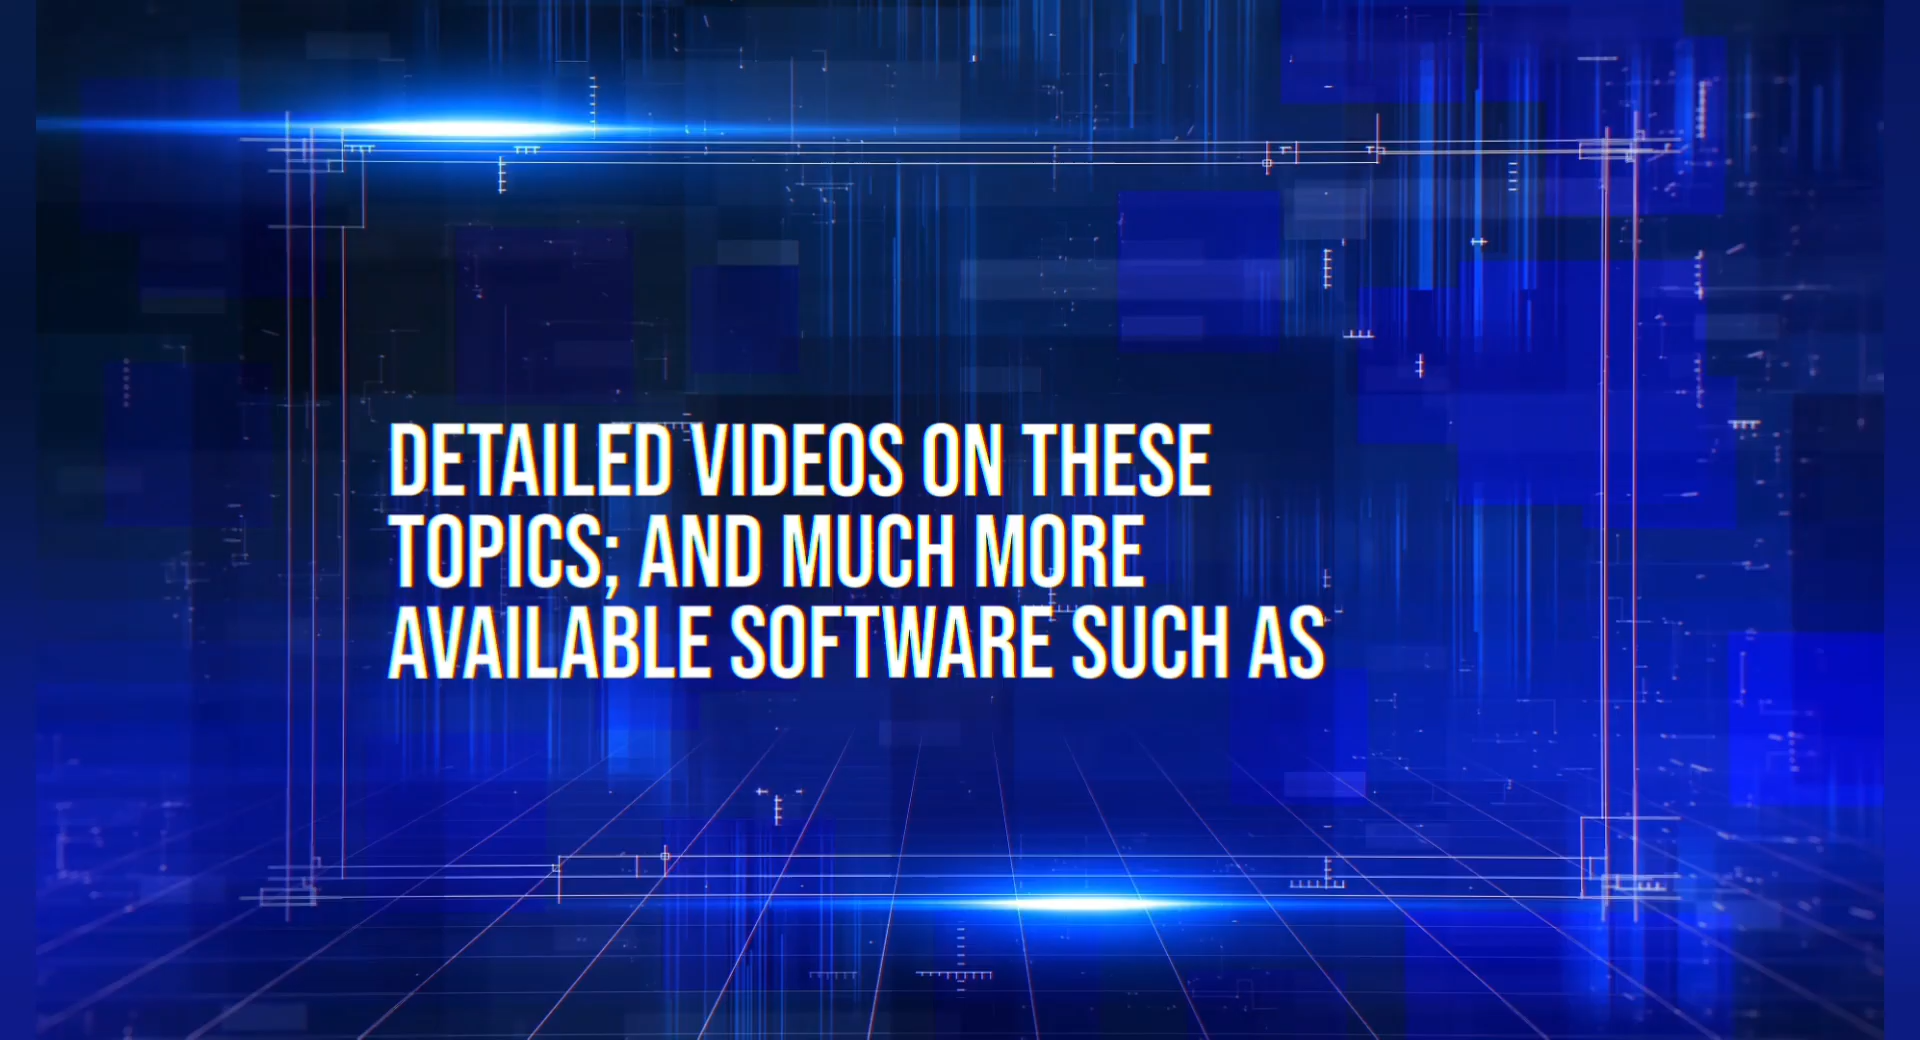 DETAILED VIDEOS ON THESE
TOPICS; AND MUCH MORE
AVAILABLE SOFTWARE SUCH AS